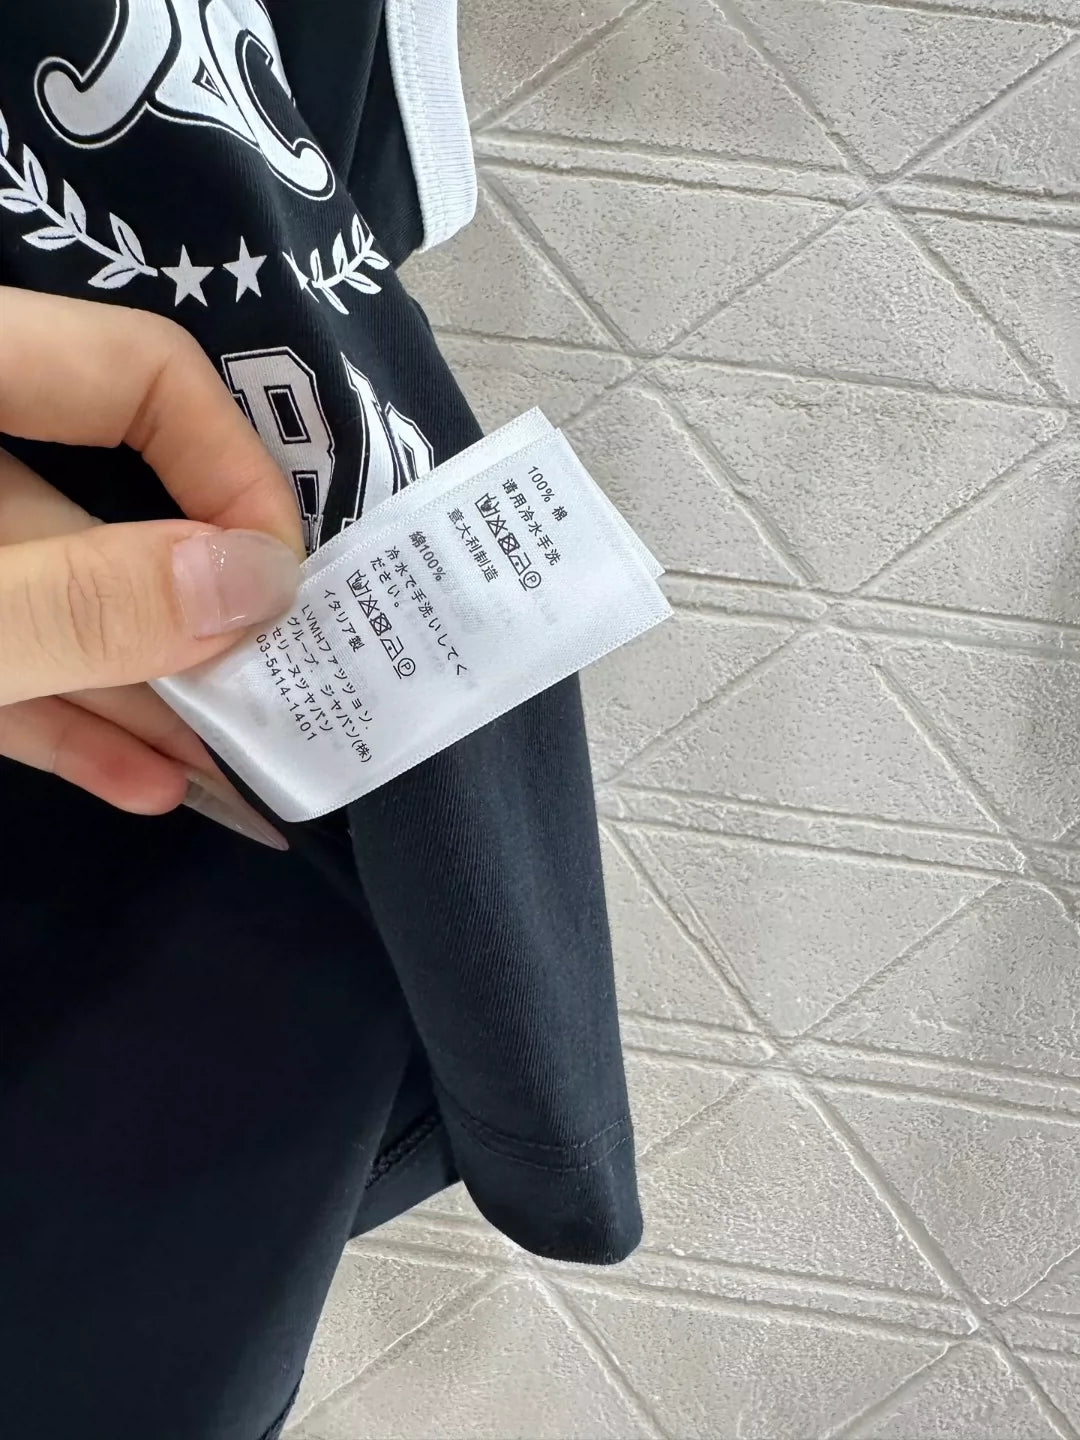 100% 棉
请用冷水手洗
意大利制造
綿100%
冷水で手洗いしてく
ださい。
イタリア製
LVMHファッション.
グループ. ジャパン(株)
セリーヌジャパン
03-5414-1401